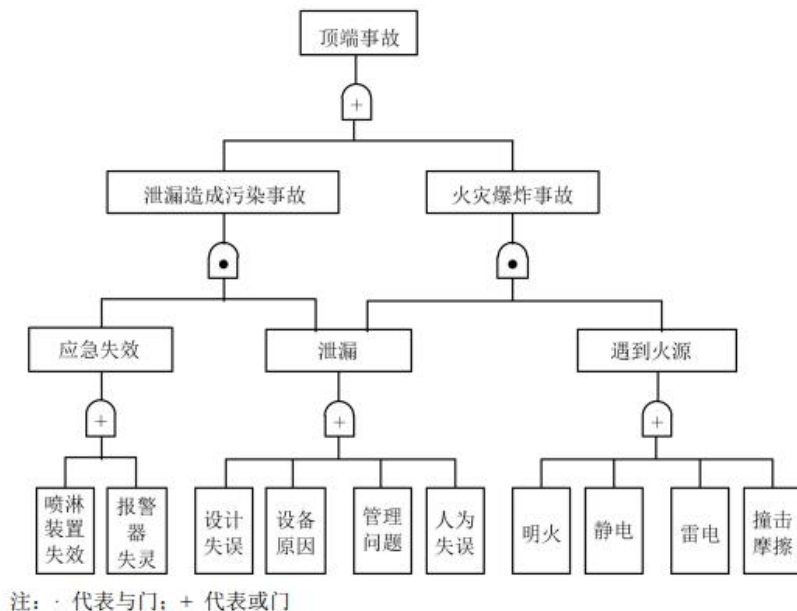 顶端事故
+
泄漏造成污染事故
火灾爆炸事故
应急失效
泄漏
遇到火源
+
+
+
喷淋
装置
失效
报警
器
失灵
设计
失误
设备
原因
管理
问题
人为
失误
明火
静电
雷电
撞击
摩擦
注：· 代表与门；+ 代表或门